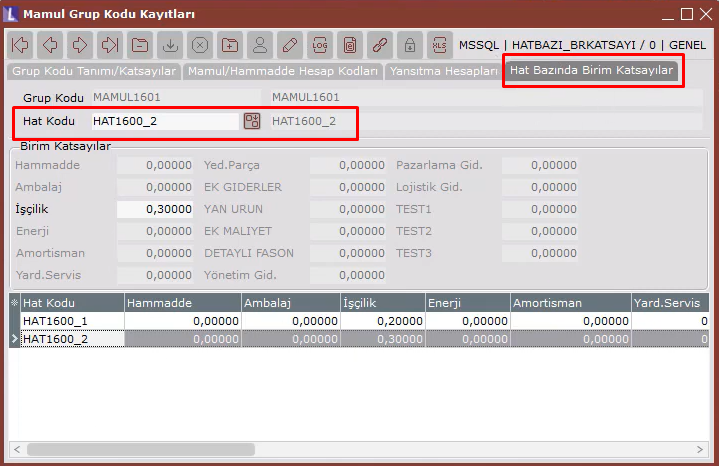 Mamul Grup Kodu Kayıtları
LOG XLS MSSQL | HATBAZI_BRKATSAYI / 0 | GENEL
Grup Kodu Tanımı/Katsayılar Mamul/Hammadde Hesap Kodları Yansıtma Hesapları Hat Bazında Birim Katsayılar
Grup Kodu MAMUL1601 MAMUL1601
Hat Kodu HAT1600_2 HAT1600_2
Birim Katsayılar
Hammadde 0,00000 Yed.Parça 0,00000 Pazarlama Gid. 0,00000
Ambalaj 0,00000 EK GIDERLER 0,00000 Lojistik Gid. 0,00000
İşçilik 0,30000 YAN URUN 0,00000 TEST1 0,00000
Enerji 0,00000 EK MALIYET 0,00000 TEST2 0,00000
Amortisman 0,00000 DETAYLI FASON 0,00000 TEST3 0,00000
Yard.Servis 0,00000 Yönetim Gid. 0,00000
Hat Kodu Hammadde Ambalaj İşçilik Enerji Amortisman Yard.Servis
HAT1600_1 0,00000 0,00000 0,20000 0,00000 0,00000 0
HAT1600_2 0,00000 0,00000 0,30000 0,00000 0,00000 0